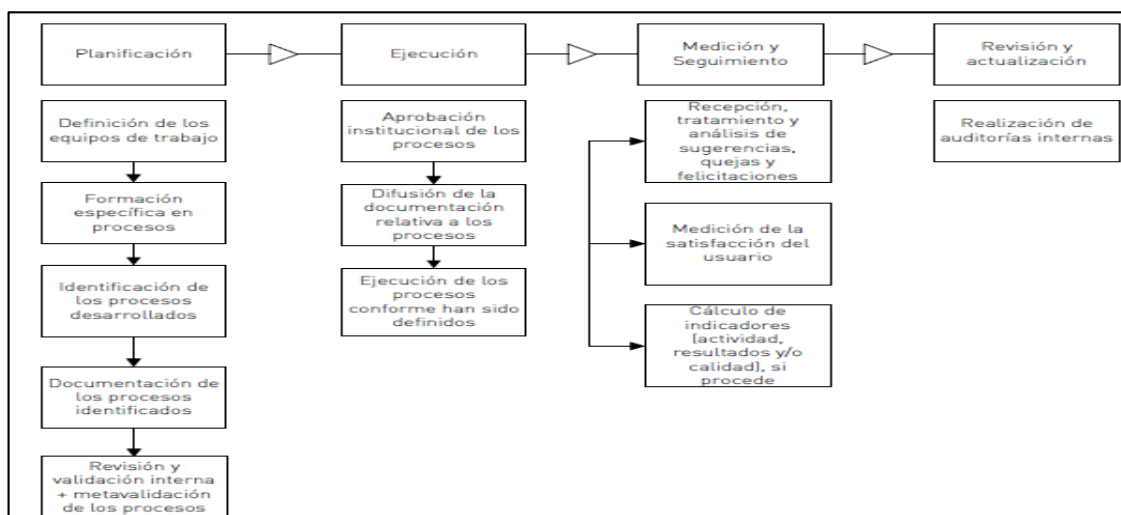 Planificación
Ejecución
Medición y
Seguimiento
Revisión y
actualización
Definición de los
equipos de trabajo
Formación
específica en
procesos
Identificación de
los procesos
desarrollados
Documentación de
los procesos
identificados
Revisión y
validación interna
+ metavalidación
de los procesos
Aprobación
institucional de los
procesos
Difusión de la
documentación
relativa a los
procesos
Ejecución de los
procesos
conforme han sido
definidos
Recepción,
tratamiento y
análisis de
sugerencias,
quejas y
felicitaciones
Medición de la
satisfacción del
usuario
Cálculo de
indicadores
(actividad,
resultados y/o
calidad), si
procede
Realización de
auditorías internas